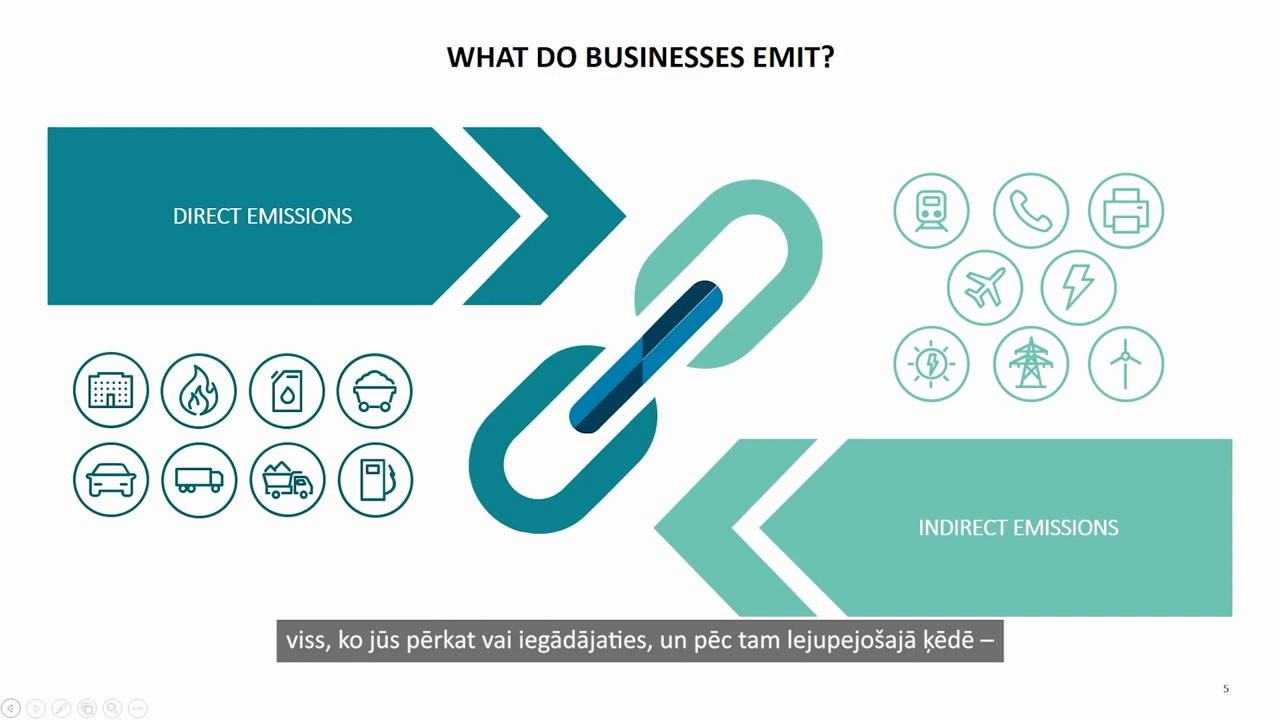 WHAT DO BUSINESSES EMIT?
DIRECT EMISSIONS
INDIRECT EMISSIONS
viss, ko jūs pērkat vai iegādājaties, un pēc tam lejupejošajā ķēdē –
5